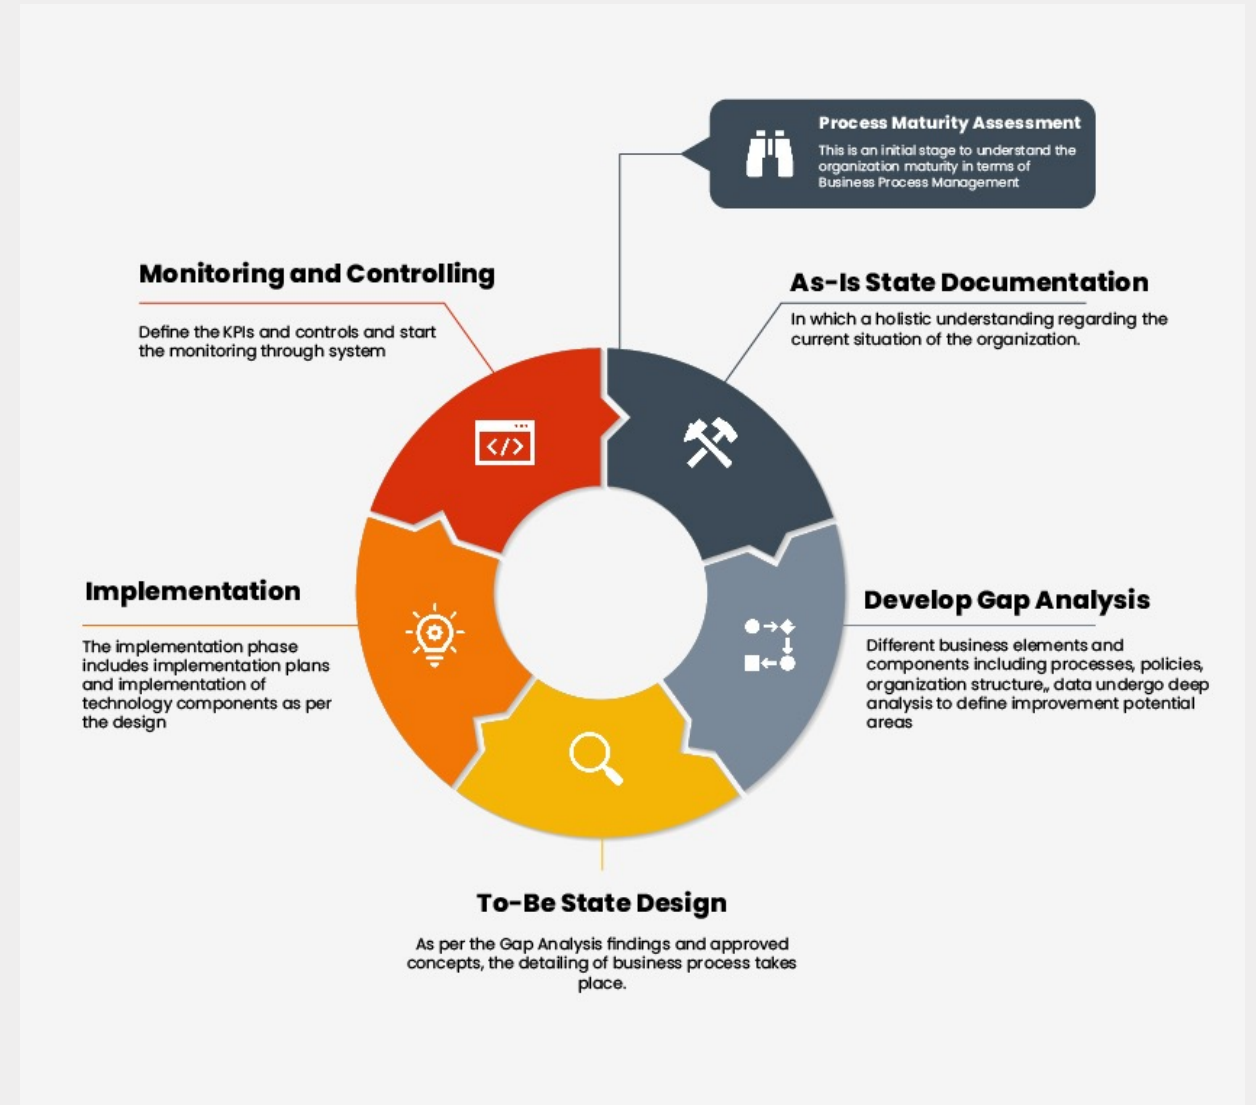 Process Maturity Assessment
This is an initial stage to understand the
organization maturity in terms of
Business Process Management
Monitoring and Controlling
Define the KPIs and controls and start
the monitoring through system
As-Is State Documentation
In which a holistic understanding regarding the
current situation of the organization.
</>
Implementation
The implementation phase
includes implementation plans
and implementation of
technology components as per
the design
Develop Gap Analysis
Different business elements and
components including processes, policies,
organization structure,, data undergo deep
analysis to define improvement potential
areas
To-Be State Design
As per the Gap Analysis findings and approved
concepts, the detailing of business process takes
place.